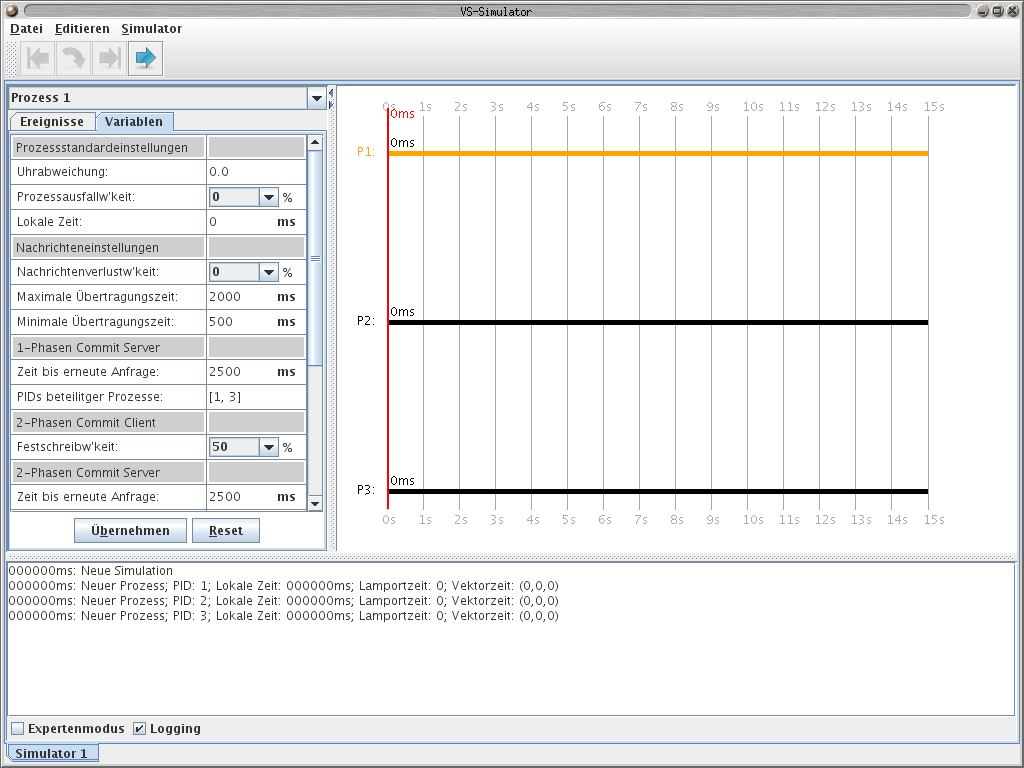 VS-Simulator
Datei Editieren Simulator
Prozess 1
Ereignisse Variablen
Prozessstandardeinstellungen
Uhrabweichung: 0.0
Prozessausfallw'keit: 0 %
Lokale Zeit: 0 ms
Nachrichteneinstellungen
Nachrichtenverlustw'keit: 0 %
Maximale Übertragungszeit: 2000 ms
Minimale Übertragungszeit: 500 ms
1-Phasen Commit Server
Zeit bis erneute Anfrage: 2500 ms
PIDs beteilitger Prozesse: [1, 3]
2-Phasen Commit Client
Festschreibw'keit: 50 %
2-Phasen Commit Server
Zeit bis erneute Anfrage: 2500 ms
Übernehmen Reset
0s 1s 2s 3s 4s 5s 6s 7s 8s 9s 10s 11s 12s 13s 14s 15s
0ms
0ms
P1:
0ms
P2:
0ms
P3:
0s 1s 2s 3s 4s 5s 6s 7s 8s 9s 10s 11s 12s 13s 14s 15s
000000ms: Neue Simulation
000000ms: Neuer Prozess; PID: 1; Lokale Zeit: 000000ms; Lamportzeit: 0; Vektorzeit: (0,0,0)
000000ms: Neuer Prozess; PID: 2; Lokale Zeit: 000000ms; Lamportzeit: 0; Vektorzeit: (0,0,0)
000000ms: Neuer Prozess; PID: 3; Lokale Zeit: 000000ms; Lamportzeit: 0; Vektorzeit: (0,0,0)
Expertenmodus Logging
Simulator 1